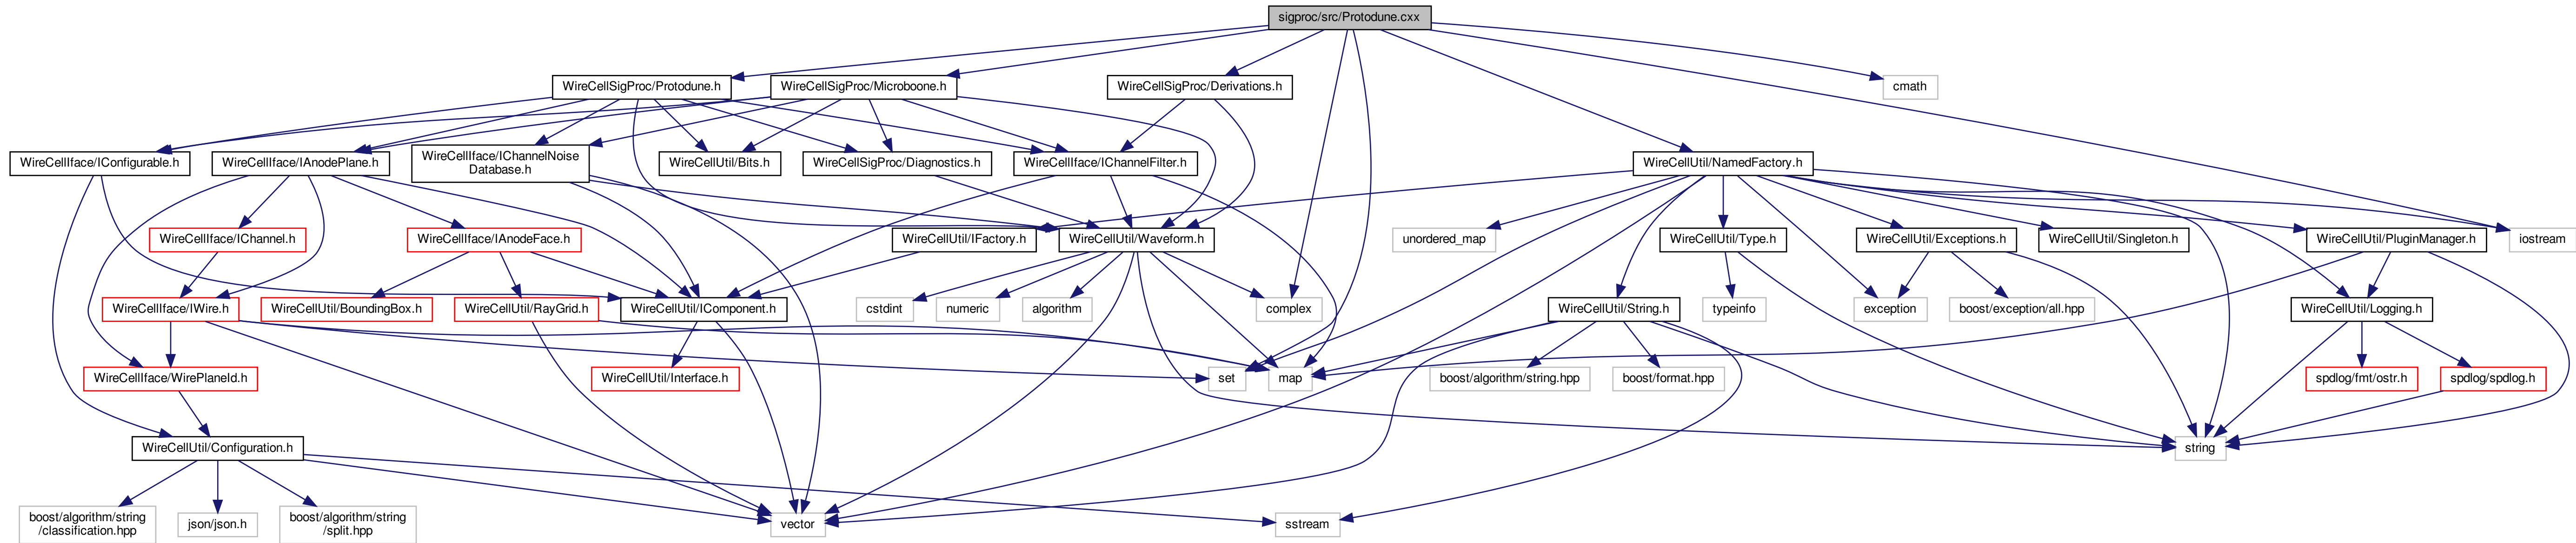 sigproc/src/Protodune.cxx
WireCellSigProc/Protodune.h
WireCellSigProc/Microboone.h
WireCellSigProc/Derivations.h
cmath
WireCellIface/IConfigurable.h
WireCellIface/IAnodePlane.h
WireCellIface/IChannelNoise
Database.h
WireCellUtil/Bits.h
WireCellSigProc/Diagnostics.h
WireCellIface/IChannelFilter.h
WireCellUtil/NamedFactory.h
WireCellIface/IChannel.h
WireCellIface/IAnodeFace.h
WireCellUtil/IFactory.h
WireCellUtil/Waveform.h
unordered_map
WireCellUtil/Type.h
WireCellUtil/Exceptions.h
WireCellUtil/Singleton.h
WireCellUtil/PluginManager.h
iostream
WireCellIface/IWire.h
WireCellUtil/BoundingBox.h
WireCellUtil/RayGrid.h
WireCellUtil/IComponent.h
cstdint
numeric
algorithm
complex
WireCellUtil/String.h
typeinfo
exception
boost/exception/all.hpp
WireCellUtil/Logging.h
WireCellIface/WirePlaneId.h
WireCellUtil/Interface.h
set
map
boost/algorithm/string.hpp
boost/format.hpp
spdlog/fmt/ostr.h
spdlog/spdlog.h
WireCellUtil/Configuration.h
string
boost/algorithm/string
/classification.hpp
json/json.h
boost/algorithm/string
/split.hpp
vector
sstream